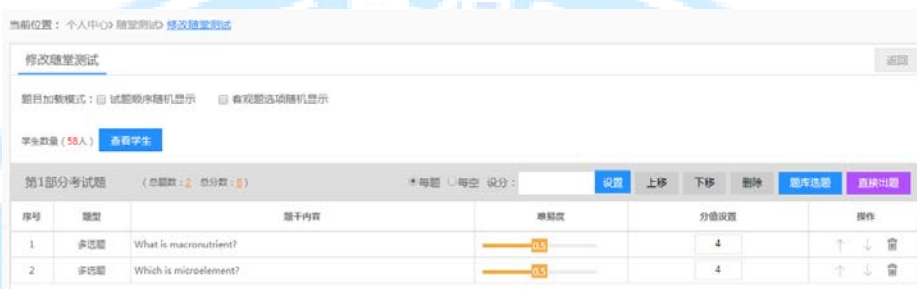 当前位置： 个人中心> 随堂测试> 修改随堂测试
修改随堂测试 返回
题目加载模式： 试题顺序随机显示 客观题选项随机显示
学生数量（58人） 查看学生
第1部分考试题 （总题数：2 总分数：8） 每题 每空 设分： 设置 上移 下移 删除 题库选题 直接出题
序号 题型 题干内容 难易度 分值设置 操作
1 多选题 What is macronutrient? 0.5 4
2 多选题 Which is microelement? 0.5 4